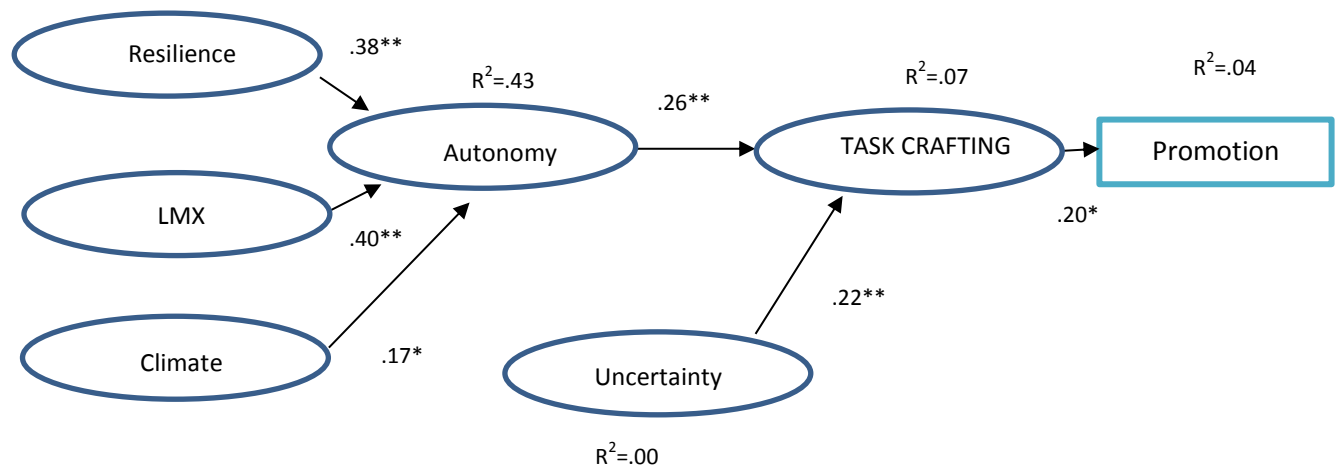 Resilience
.38**
R²=.43
R²=.07
R²=.04
.26**
Autonomy
TASK CRAFTING
Promotion
LMX
.40**
.20*
.22**
Climate
.17*
Uncertainty
R²=.00